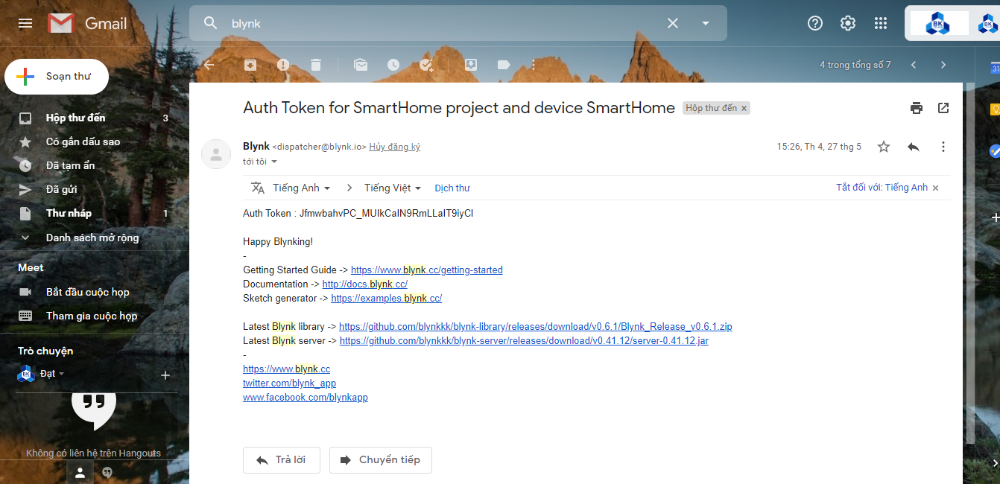 Gmail
blynk
BK
BK
Soạn thư
4 trong tổng số 7
31
Hộp thư đến 3
Có gắn dấu sao
Đã tạm ẩn
Đã gửi
Thư nháp 1
Danh sách mở rộng
Meet
Bắt đầu cuộc họp
Tham gia cuộc họp
Trò chuyện
BK Đạt
Không có liên hệ trên Hangouts
Auth Token for SmartHome project and device SmartHome Hộp thư đến x
Blynk <dispatcher@blynk.io> Hủy đăng ký 15:26, Th 4, 27 thg 5
tới tôi
Tiếng Anh > Tiếng Việt Dịch thư Tắt đối với: Tiếng Anh x
Auth Token : JfmwbahvPC_MUIkCaIN9RmLLaIT9iyCI
Happy Blynking!
-
Getting Started Guide -> https://www.blynk.cc/getting-started
Documentation -> http://docs.blynk.cc/
Sketch generator -> https://examples.blynk.cc/
Latest Blynk library -> https://github.com/blynkkk/blynk-library/releases/download/v0.6.1/Blynk_Release_v0.6.1.zip
Latest Blynk server -> https://github.com/blynkkk/blynk-server/releases/download/v0.41.12/server-0.41.12.jar
-
https://www.blynk.cc
twitter.com/blynk_app
www.facebook.com/blynkapp
Trả lời
Chuyển tiếp